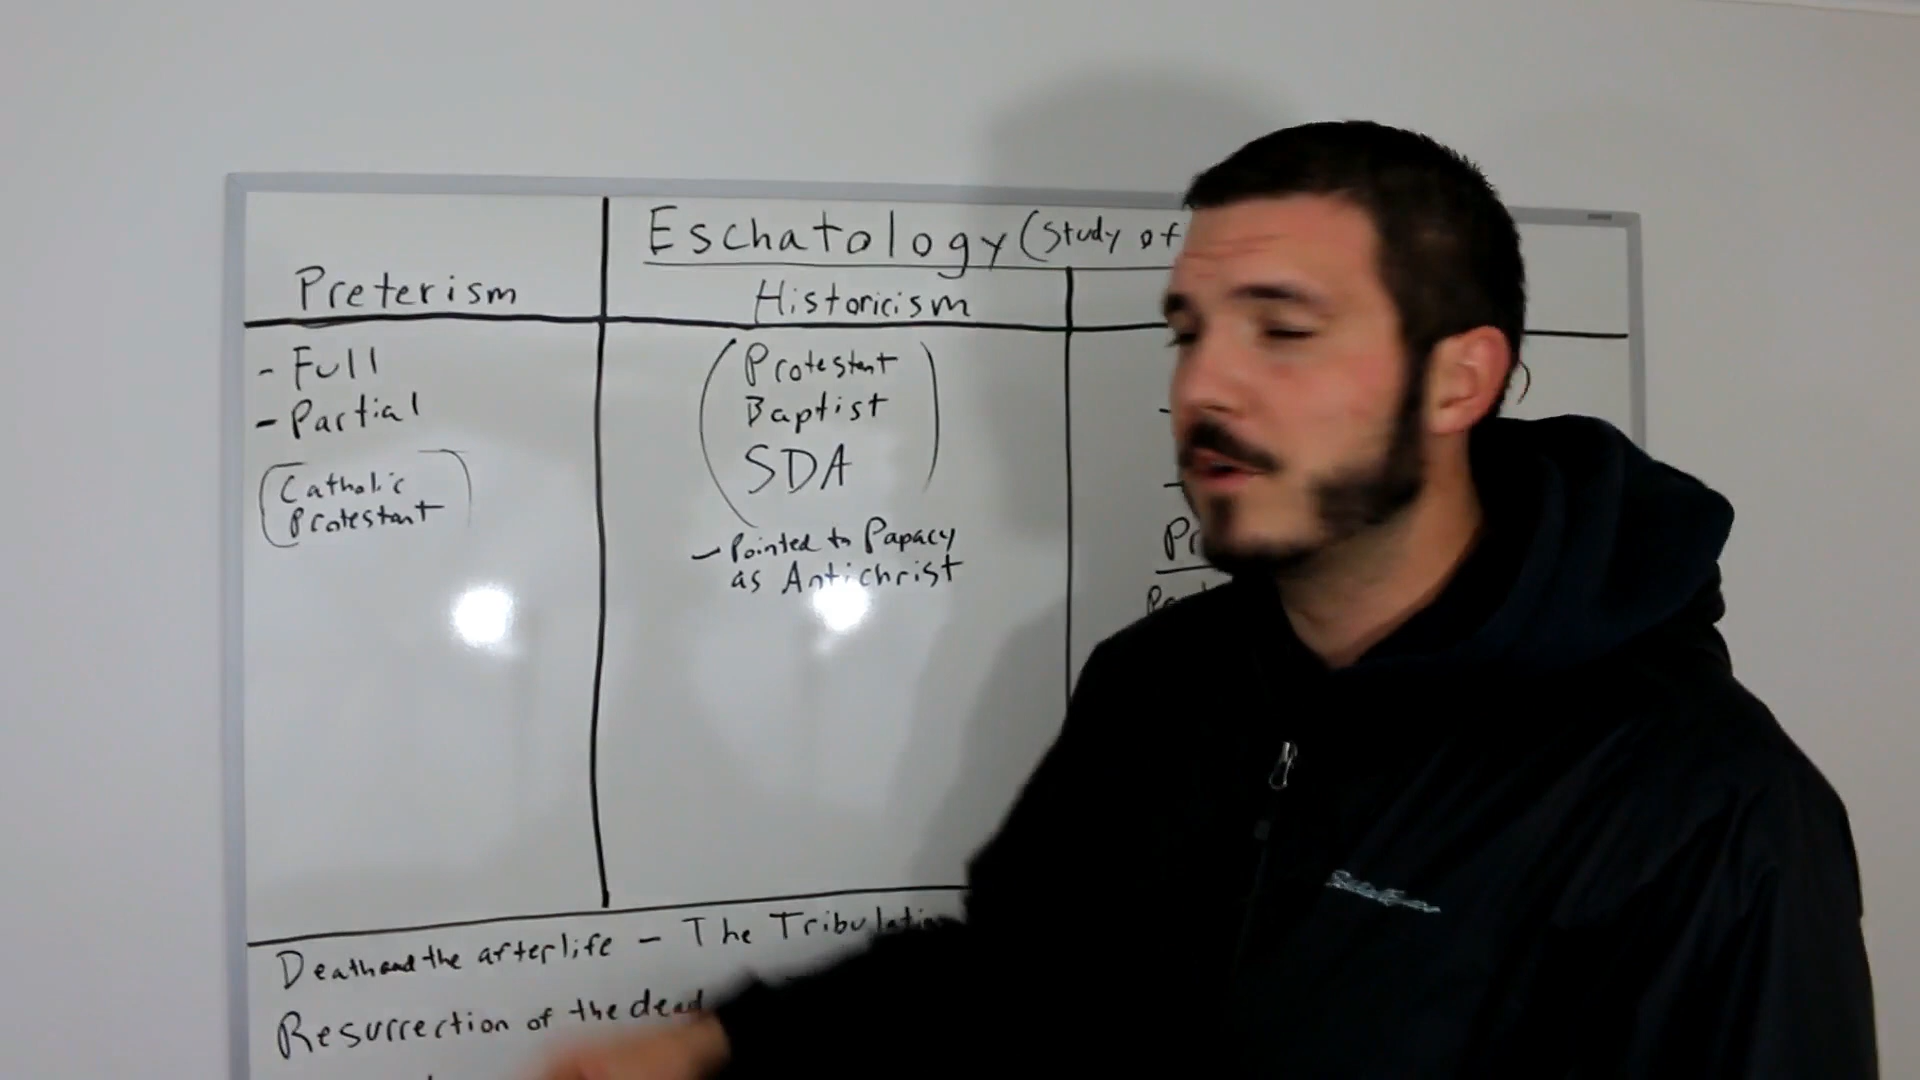 Eschatology (Study of
Preterism
Historicism
- Full
- Partial
(Catholic
Protestant)
(Protestant
Baptist
SDA)
- Pointed to Papacy
as Antichrist
Death and the afterlife - The Tribulation
Resurrection of the dead